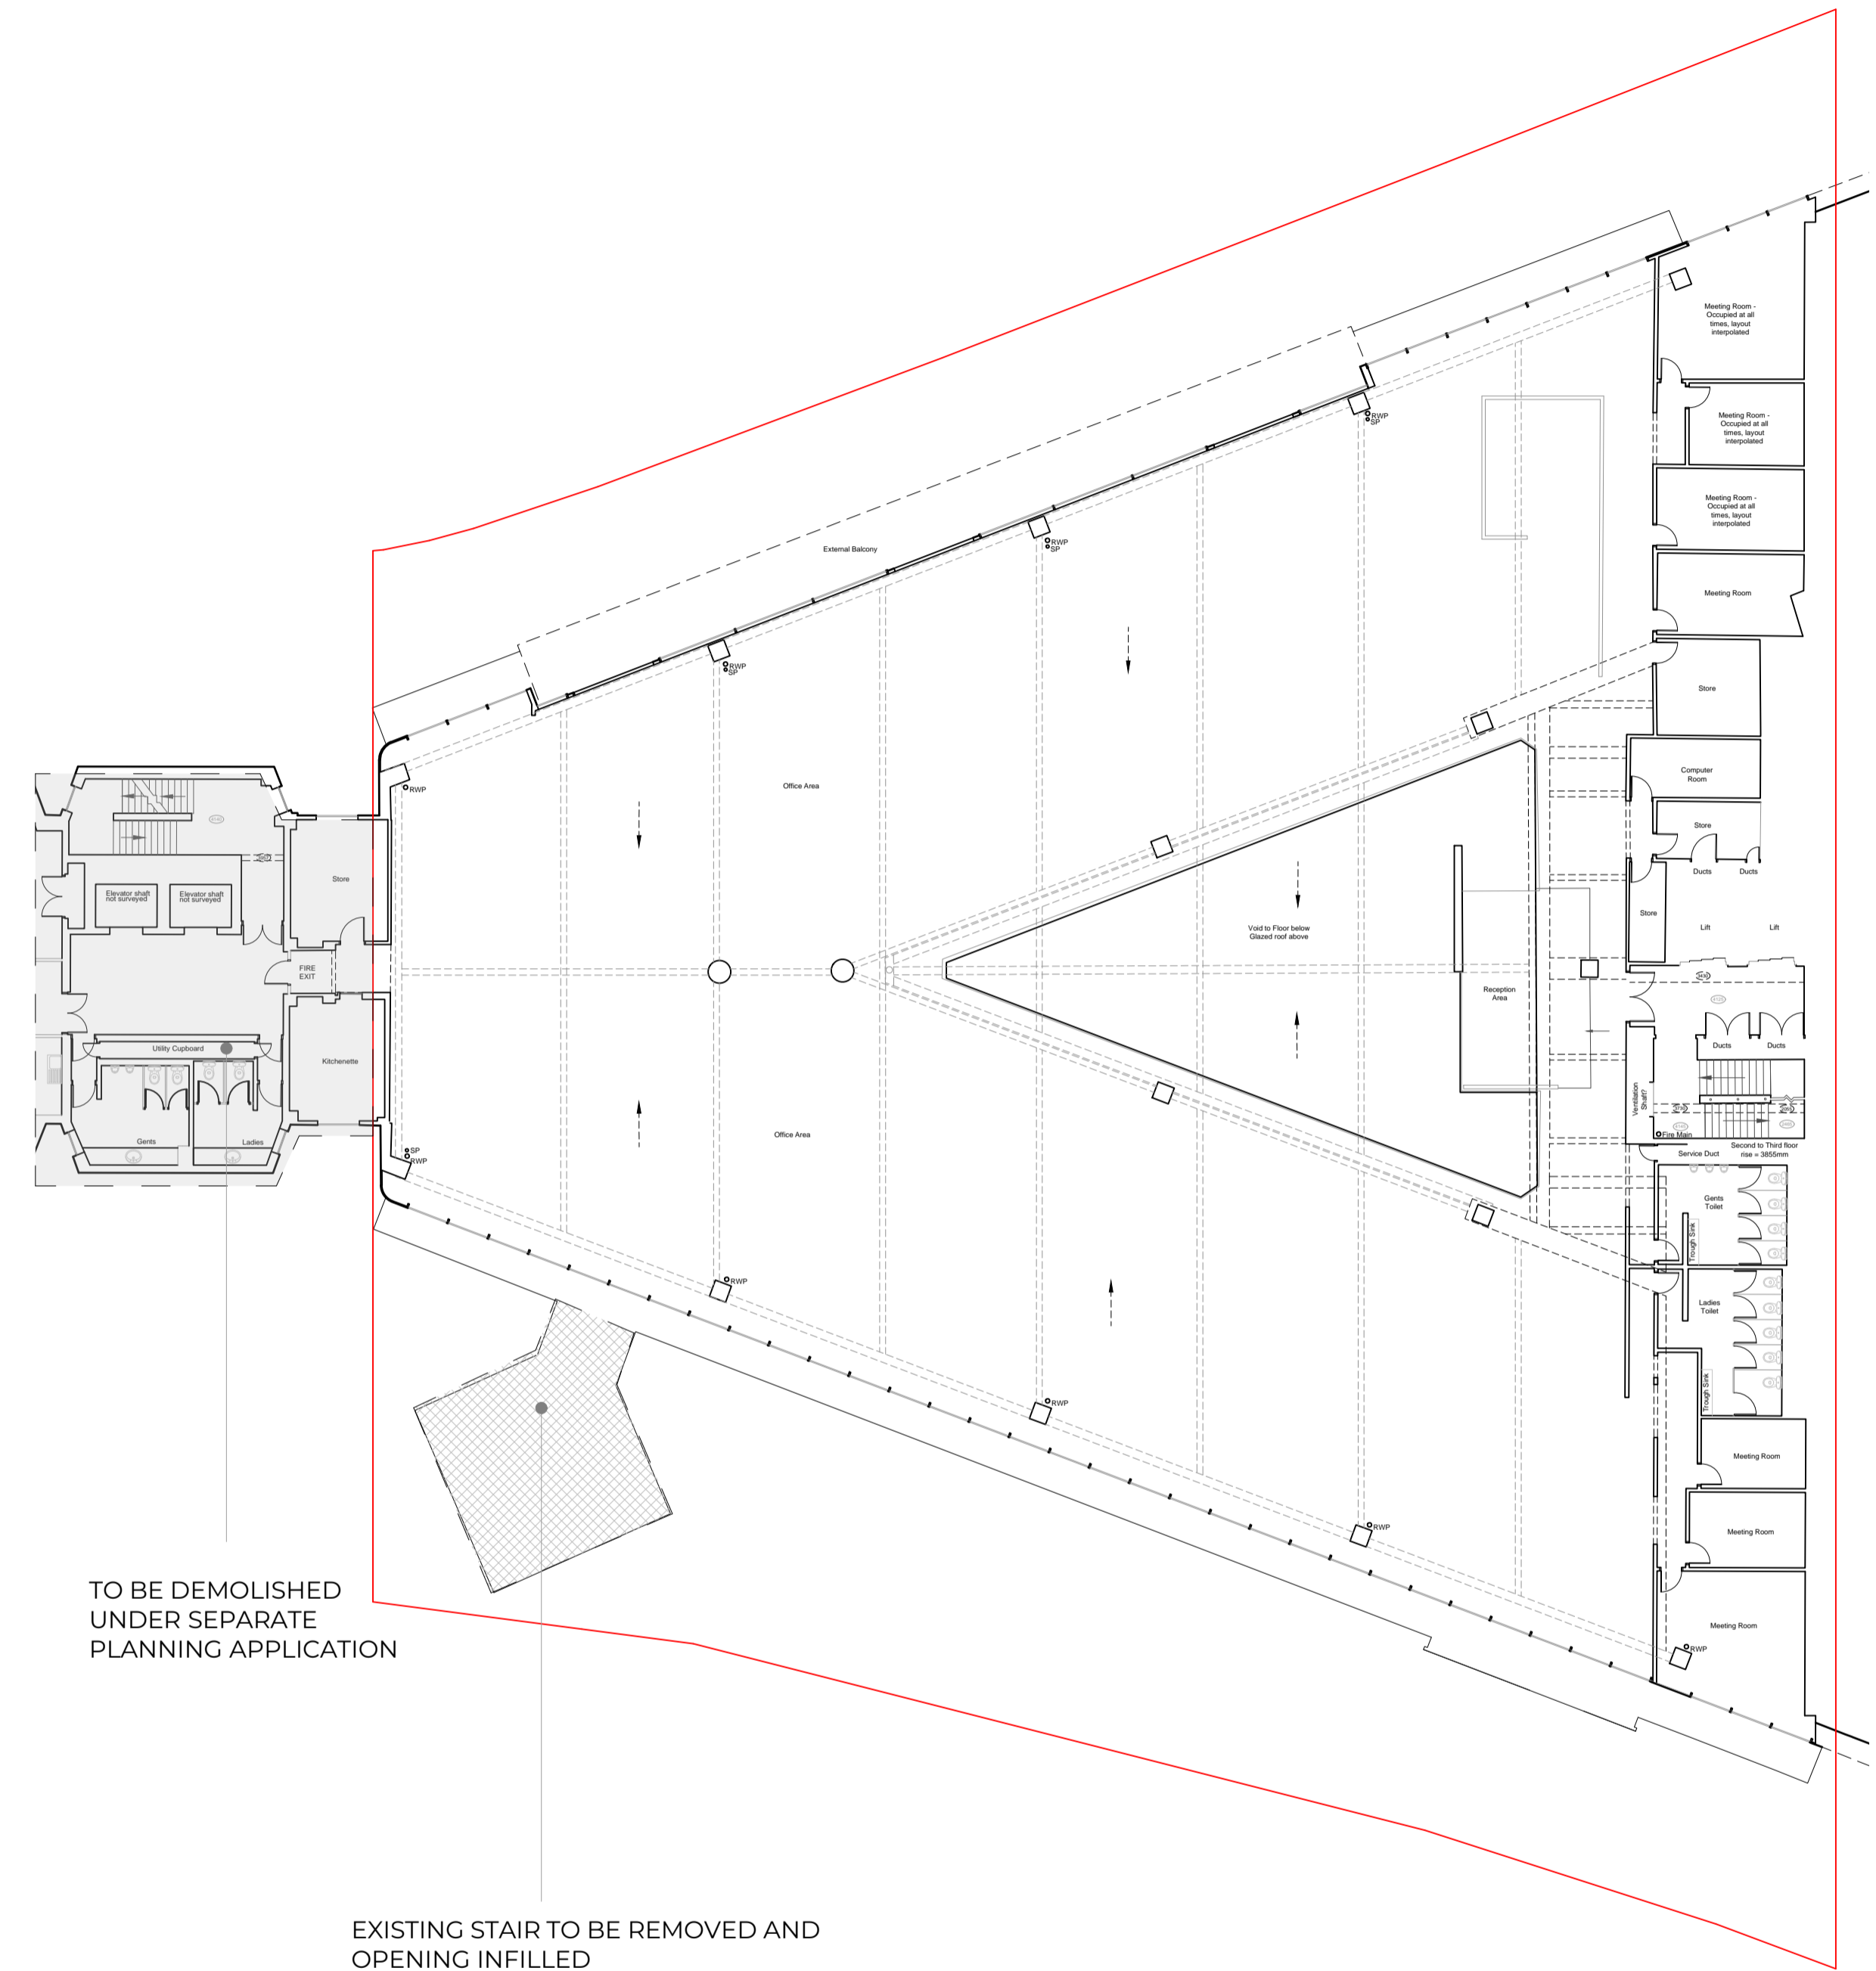 Meeting Room -
Occupied at all
times, layout
interpolated
Meeting Room -
Occupied at all
times, layout
interpolated
Meeting Room -
Occupied at all
times, layout
interpolated
Meeting Room
Store
Computer
Room
Store
Ducts
Ducts
Store
Lift
Lift
Ducts
Ducts
Ventilation
Shaft?
Fire Main
Second to Third floor
rise = 3855mm
Service Duct
Gents
Toilet
Trough Sink
Ladies
Toilet
Trough Sink
Meeting Room
Meeting Room
Meeting Room
RWP
RWP
SP
RWP
SP
External Balcony
RWP
SP
RWP
Office Area
Void to Floor below
Glazed roof above
Reception
Area
Office Area
SP
RWP
RWP
RWP
RWP
Elevator shaft
not surveyed
Elevator shaft
not surveyed
Store
FIRE
EXIT
Utility Cupboard
Kitchenette
Gents
Ladies
TO BE DEMOLISHED
UNDER SEPARATE
PLANNING APPLICATION
EXISTING STAIR TO BE REMOVED AND
OPENING INFILLED